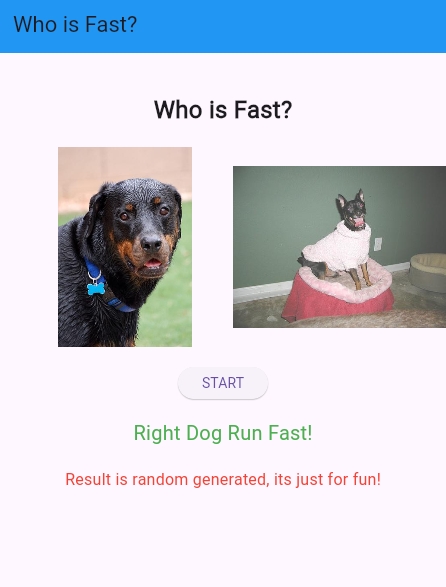 Who is Fast?
Who is Fast?
START
Right Dog Run Fast!
Result is random generated, its just for fun!